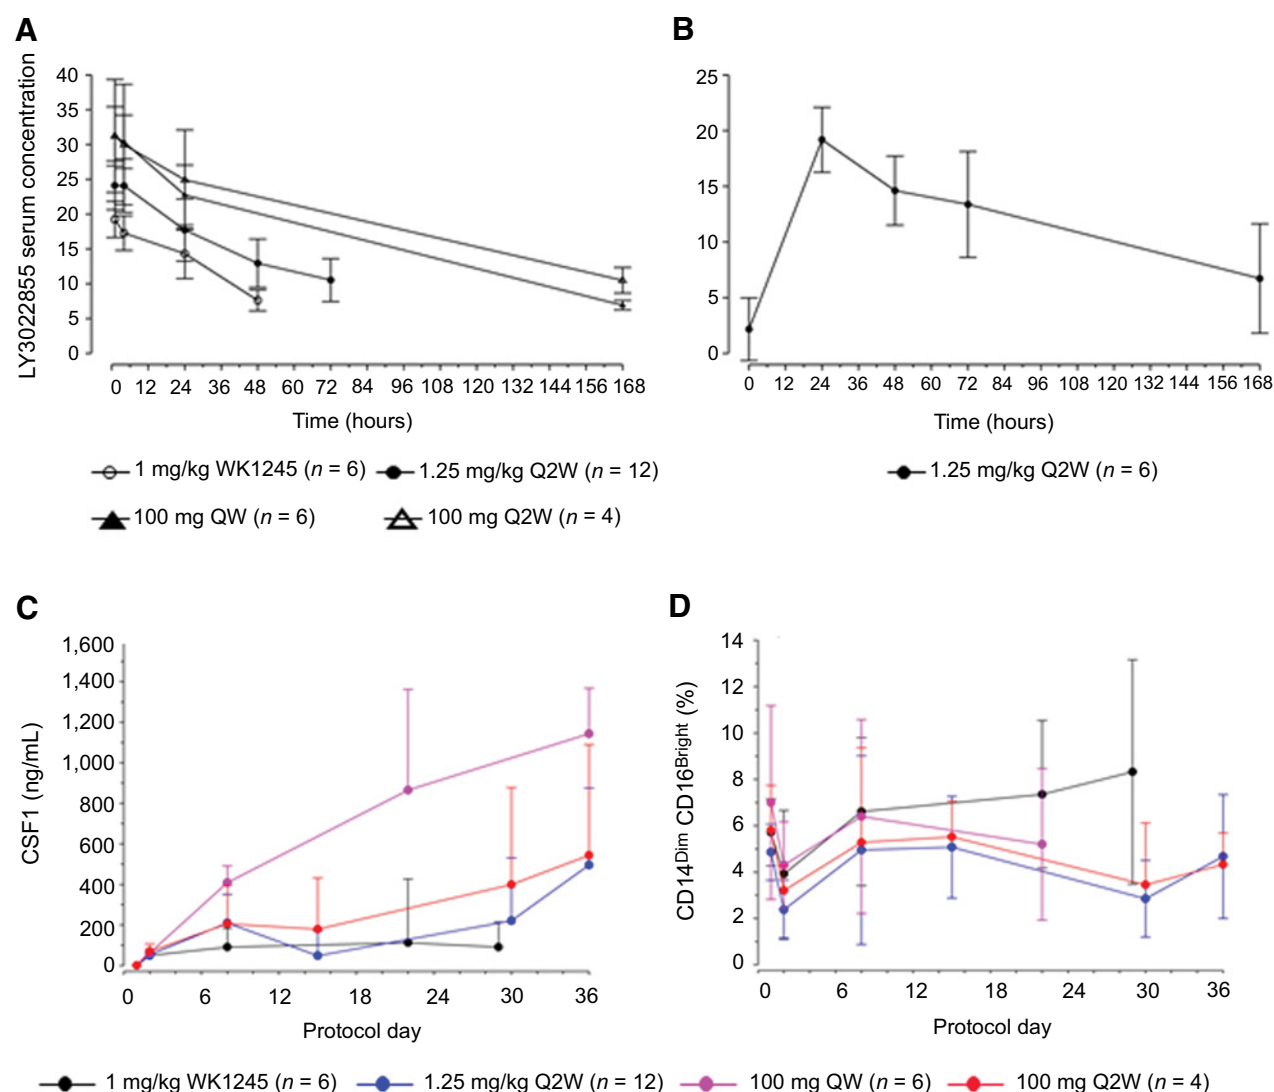 A
LY3022855 serum concentration
40
35
30
25
20
15
10
5
0
0 12 24 36 48 60 72 84 96 108 120 132 144 156 168
Time (hours)
1 mg/kg WK1245 (n = 6) 1.25 mg/kg Q2W (n = 12)
100 mg QW (n = 6) 100 mg Q2W (n = 4)
B
25
20
15
10
5
0
0 12 24 36 48 60 72 84 96 108 120 132 144 156 168
Time (hours)
1.25 mg/kg Q2W (n = 6)
C
CSF1 (ng/mL)
1,600
1,400
1,200
1,000
800
600
400
200
0
0 6 12 18 24 30 36
Protocol day
D
CD14Dim CD16Bright (%)
14
12
10
8
6
4
2
0
0 6 12 18 24 30 36
Protocol day
1 mg/kg WK1245 (n = 6) 1.25 mg/kg Q2W (n = 12) 100 mg QW (n = 6) 100 mg Q2W (n = 4)